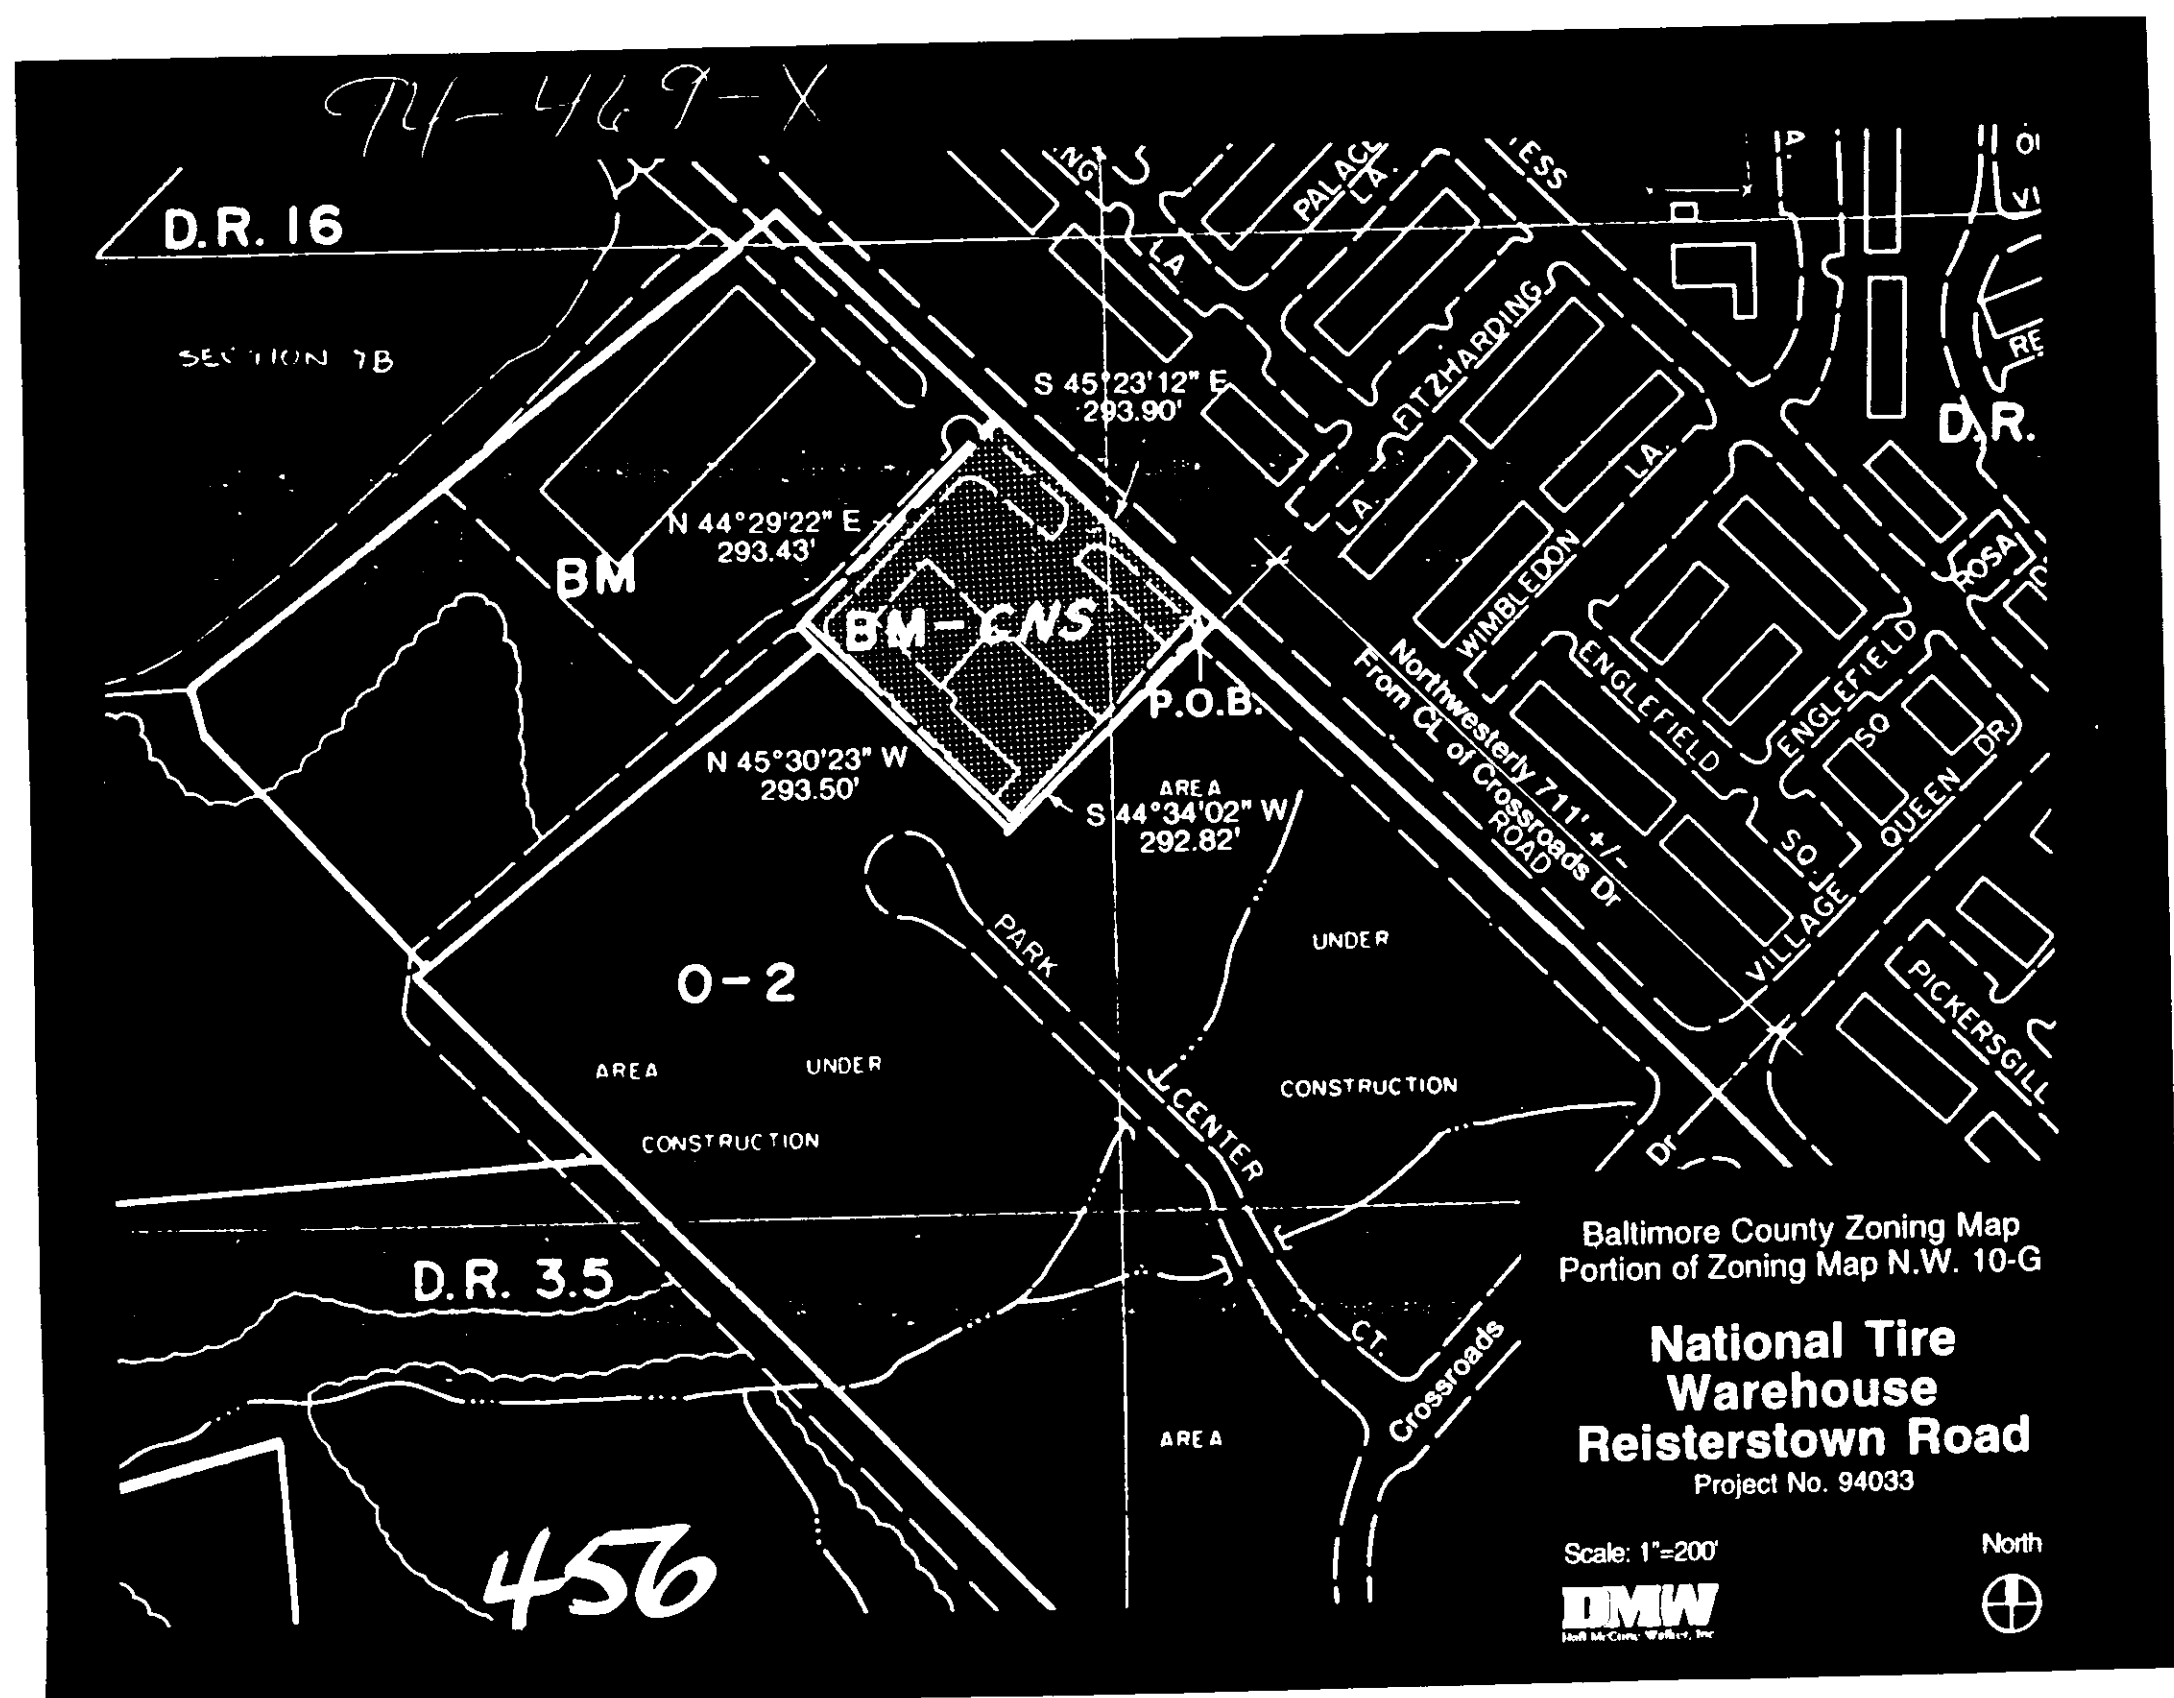 94-469-X
D.R. 16
SECTION 7B
PALACE
LA.
LA
FITZHARDING
LA.
S 45°23'12" E
293.90'
D.R.
N 44°29'22" E
293.43'
BM
BM-CNS
LA.
WIMBLEDON
ROSA
P.O.B.
ENGLEFIELD
SQ
ENGLEFIELD
SQ
QUEEN DR.
VILLAGE
PICKERSGILL
Northwesterly 711' +/-
From CL of Crossroads Dr
ROAD
N 45°30'23" W
293.50'
AREA
S 44°34'02" W
292.82'
PARK
UNDER
O-2
AREA UNDER
CONSTRUCTION
CENTER
CONSTRUCTION
Dr
D.R. 3.5
CT.
Crossroads
AREA
Baltimore County Zoning Map
Portion of Zoning Map N.W. 10-G
National Tire
Warehouse
Reisterstown Road
Project No. 94033
456
Scale: 1"=200'
North
DMW